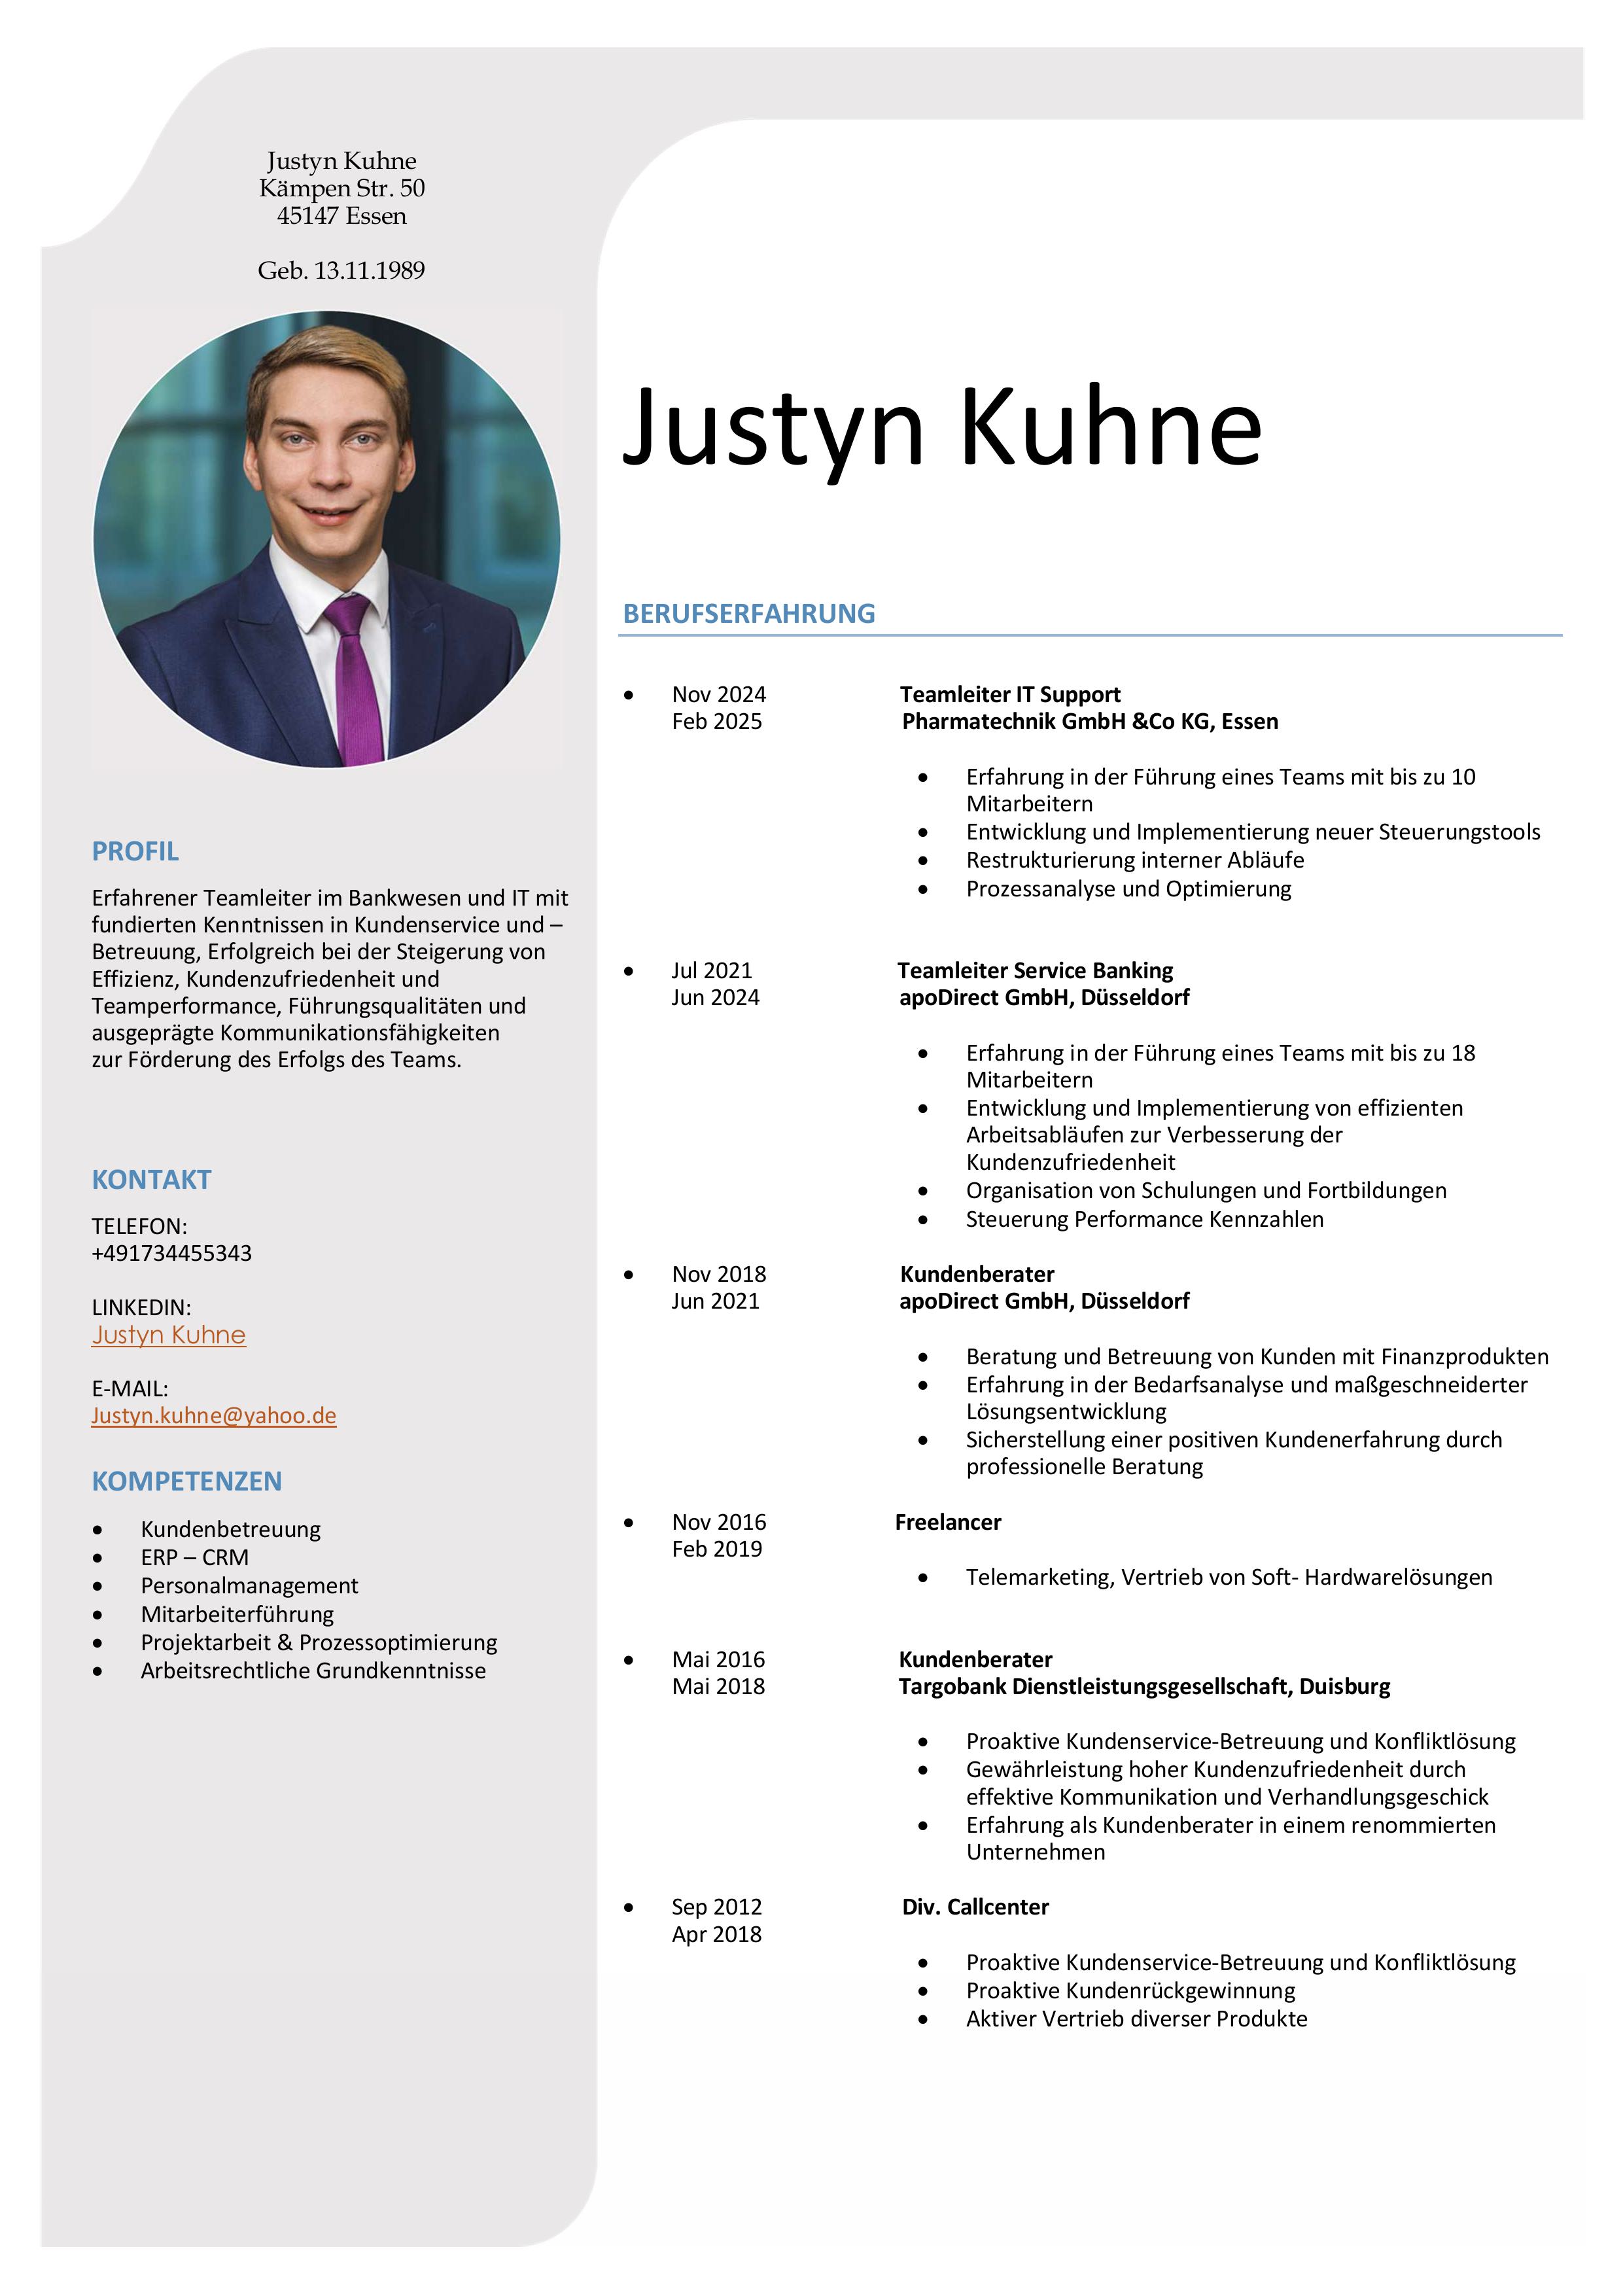 Justyn Kuhne
Kämpen Str. 50
45147 Essen
Geb. 13.11.1989
PROFIL
Erfahrener Teamleiter im Bankwesen und IT mit
fundierten Kenntnissen in Kundenservice und –
Betreuung, Erfolgreich bei der Steigerung von
Effizienz, Kundenzufriedenheit und
Teamperformance, Führungsqualitäten und
ausgeprägte Kommunikationsfähigkeiten
zur Förderung des Erfolgs des Teams.
KONTAKT
TELEFON:
+491734455343
LINKEDIN:
Justyn Kuhne
E-MAIL:
Justyn.kuhne@yahoo.de
KOMPETENZEN
• Kundenbetreuung
• ERP – CRM
• Personalmanagement
• Mitarbeiterführung
• Projektarbeit & Prozessoptimierung
• Arbeitsrechtliche Grundkenntnisse
Justyn Kuhne
BERUFSERFAHRUNG
• Nov 2024 Teamleiter IT Support
Feb 2025 Pharmatechnik GmbH &Co KG, Essen
• Erfahrung in der Führung eines Teams mit bis zu 10
Mitarbeitern
• Entwicklung und Implementierung neuer Steuerungstools
• Restrukturierung interner Abläufe
• Prozessanalyse und Optimierung
• Jul 2021 Teamleiter Service Banking
Jun 2024 apoDirect GmbH, Düsseldorf
• Erfahrung in der Führung eines Teams mit bis zu 18
Mitarbeitern
• Entwicklung und Implementierung von effizienten
Arbeitsabläufen zur Verbesserung der
Kundenzufriedenheit
• Organisation von Schulungen und Fortbildungen
• Steuerung Performance Kennzahlen
• Nov 2018 Kundenberater
Jun 2021 apoDirect GmbH, Düsseldorf
• Beratung und Betreuung von Kunden mit Finanzprodukten
• Erfahrung in der Bedarfsanalyse und maßgeschneiderter
Lösungsentwicklung
• Sicherstellung einer positiven Kundenerfahrung durch
professionelle Beratung
• Nov 2016 Freelancer
Feb 2019
• Telemarketing, Vertrieb von Soft- Hardwarelösungen
• Mai 2016 Kundenberater
Mai 2018 Targobank Dienstleistungsgesellschaft, Duisburg
• Proaktive Kundenservice-Betreuung und Konfliktlösung
• Gewährleistung hoher Kundenzufriedenheit durch
effektive Kommunikation und Verhandlungsgeschick
• Erfahrung als Kundenberater in einem renommierten
Unternehmen
• Sep 2012 Div. Callcenter
Apr 2018
• Proaktive Kundenservice-Betreuung und Konfliktlösung
• Proaktive Kundenrückgewinnung
• Aktiver Vertrieb diverser Produkte